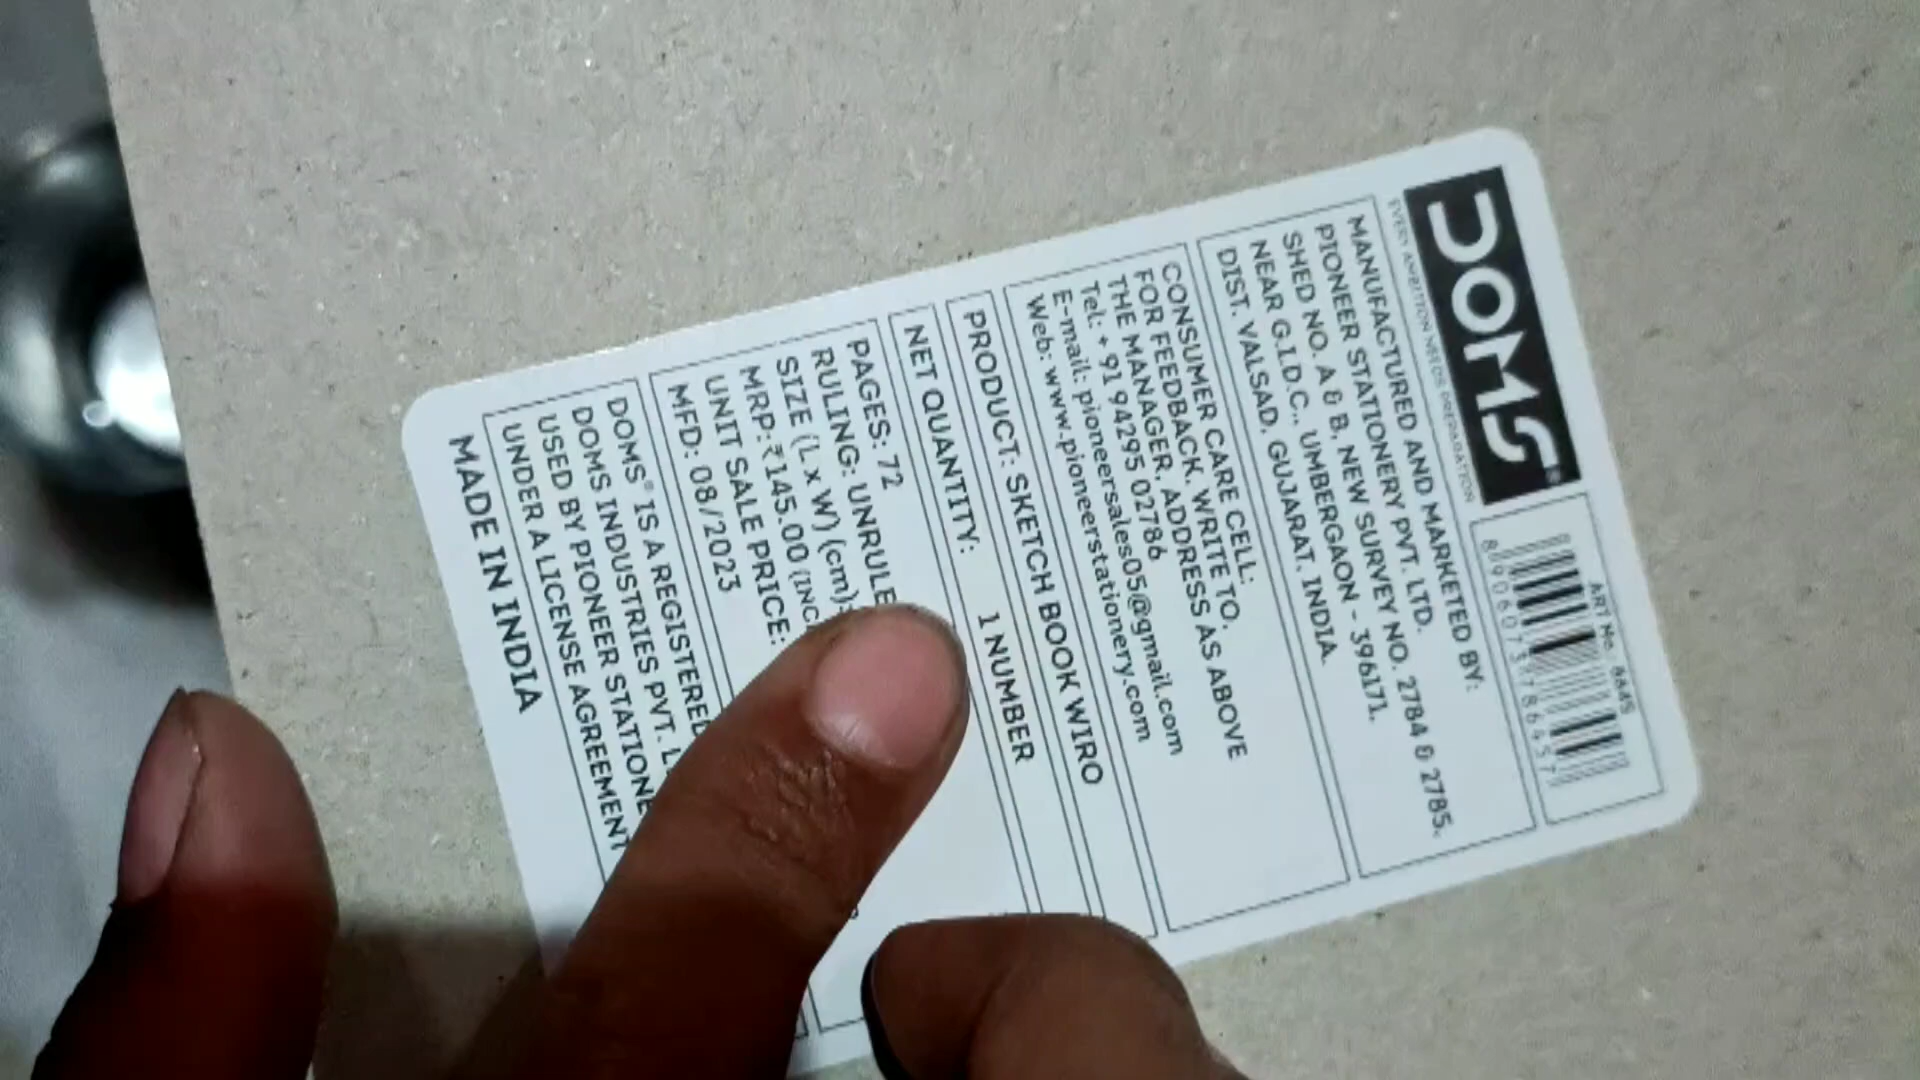 DOMS®
EVERY AMBITION NEEDS PREPARATION
ART No. 8645
8906073786457
MANUFACTURED AND MARKETED BY:
PIONEER STATIONERY PVT. LTD.
SHED NO. A & B, NEW SURVEY NO. 2784 & 2785,
NEAR G.I.D.C., UMBERGAON - 396171,
DIST. VALSAD, GUJARAT, INDIA.
CONSUMER CARE CELL:
FOR FEEDBACK, WRITE TO,
THE MANAGER, ADDRESS AS ABOVE
Tel: + 91 94295 02786
E-mail: pioneersales05@gmail.com
Web: www.pioneerstationery.com
PRODUCT: SKETCH BOOK WIRO
NET QUANTITY: 1 NUMBER
PAGES: 72
RULING: UNRULE
SIZE (L x W) (cm):
MRP: ₹145.00 (INC
UNIT SALE PRICE:
MFD: 08/2023
DOMS® IS A REGISTERED
DOMS INDUSTRIES PVT. L
USED BY PIONEER STATIONE
UNDER A LICENSE AGREEMENT
MADE IN INDIA